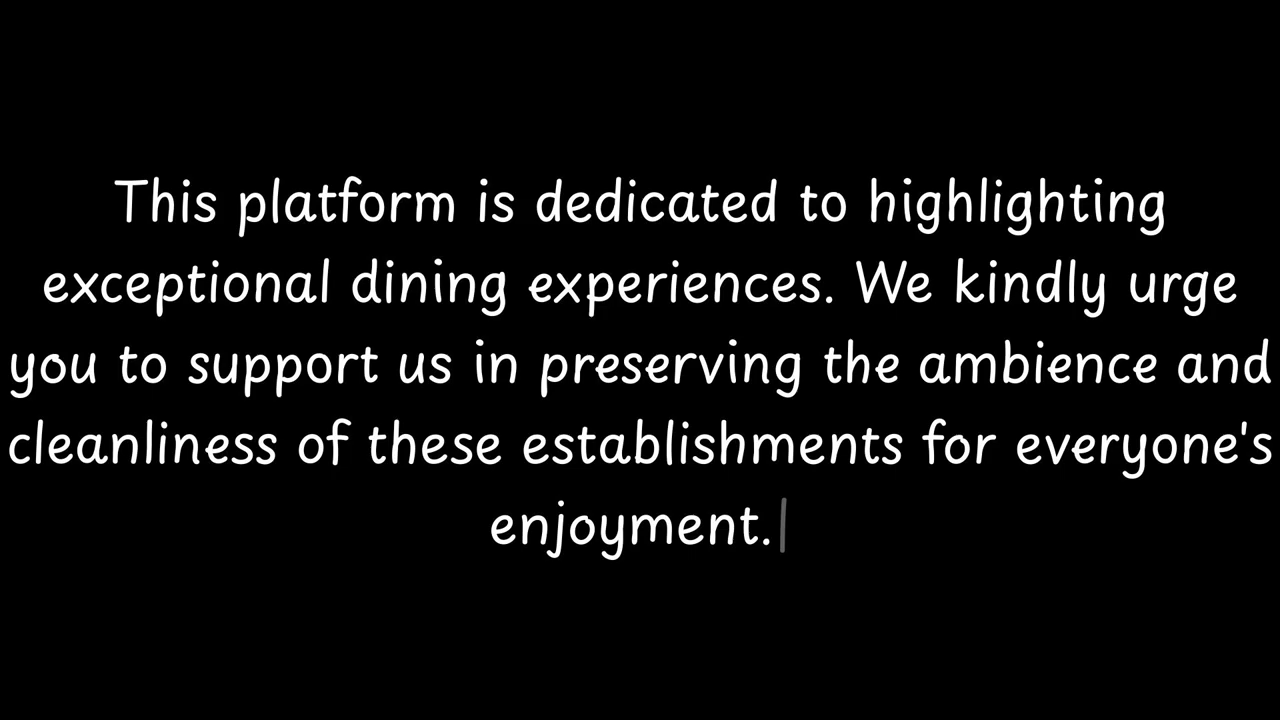 This platform is dedicated to highlighting
exceptional dining experiences. We kindly urge
you to support us in preserving the ambience and
cleanliness of these establishments for everyone's
enjoyment.